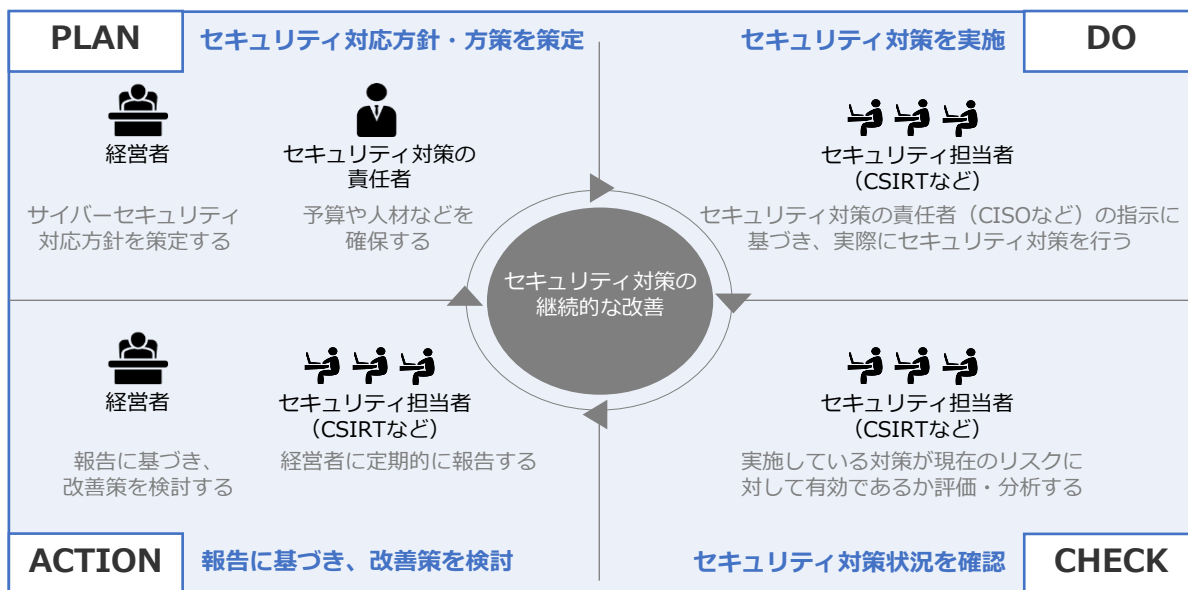 PLAN
セキュリティ対応方針・方策を策定
経営者
サイバーセキュリティ
対応方針を策定する
セキュリティ対策の
責任者
予算や人材などを
確保する
セキュリティ対策を実施
DO
セキュリティ担当者
（CSIRTなど）
セキュリティ対策の責任者（CISOなど）の指示に
基づき、実際にセキュリティ対策を行う
セキュリティ対策の
継続的な改善
経営者
報告に基づき、
改善策を検討する
セキュリティ担当者
（CSIRTなど）
経営者に定期的に報告する
ACTION
報告に基づき、改善策を検討
セキュリティ担当者
（CSIRTなど）
実施している対策が現在のリスクに
対して有効であるか評価・分析する
セキュリティ対策状況を確認
CHECK